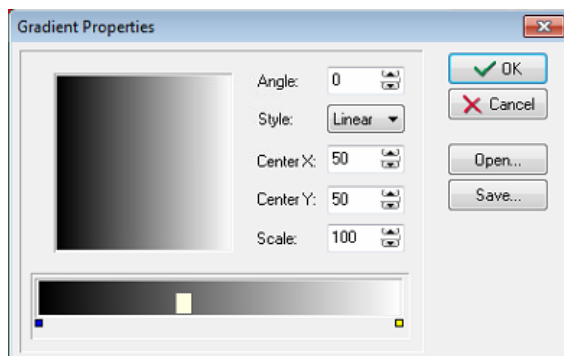 Gradient Properties
Angle: 0
OK
Style: Linear
Cancel
Center X: 50
Open...
Center Y: 50
Save...
Scale: 100